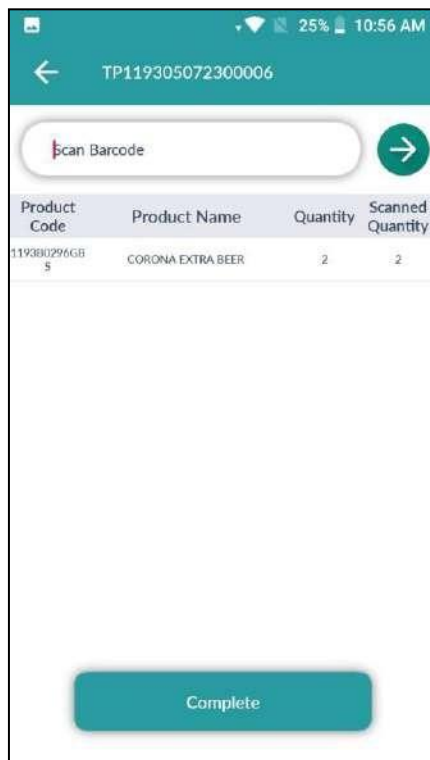 25% 10:56 AM
TP119305072300006
Scan Barcode
Product Code Product Name Quantity Scanned Quantity
119380296GB5 CORONA EXTRA BEER 2 2
Complete